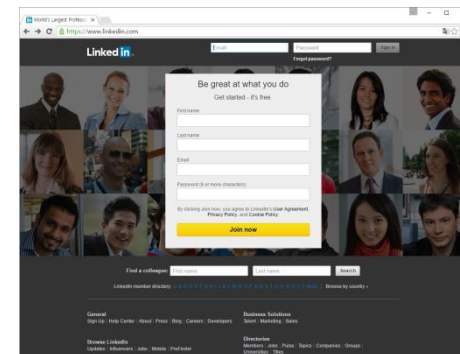 World's Largest Profess
https://www.linkedin.com
Linked in
Email
Password
Sign in
Forgot password?
Be great at what you do
Get started - it's free.
First name
Last name
Email
Password (6 or more characters)
By clicking Join now, you agree to LinkedIn's User Agreement,
Privacy Policy, and Cookie Policy.
Join now
Find a colleague:
First name
Last name
Search
LinkedIn member directory:
Browse by country
General
Sign Up | Help Center | About | Press | Blog | Careers | Developers
Business Solutions
Talent | Marketing | Sales
Browse LinkedIn
Updates | Influencers | Jobs | Mobile | ProFinder
Directories
Members | Jobs | Pulse | Topics | Companies | Groups |
Universities | Titles